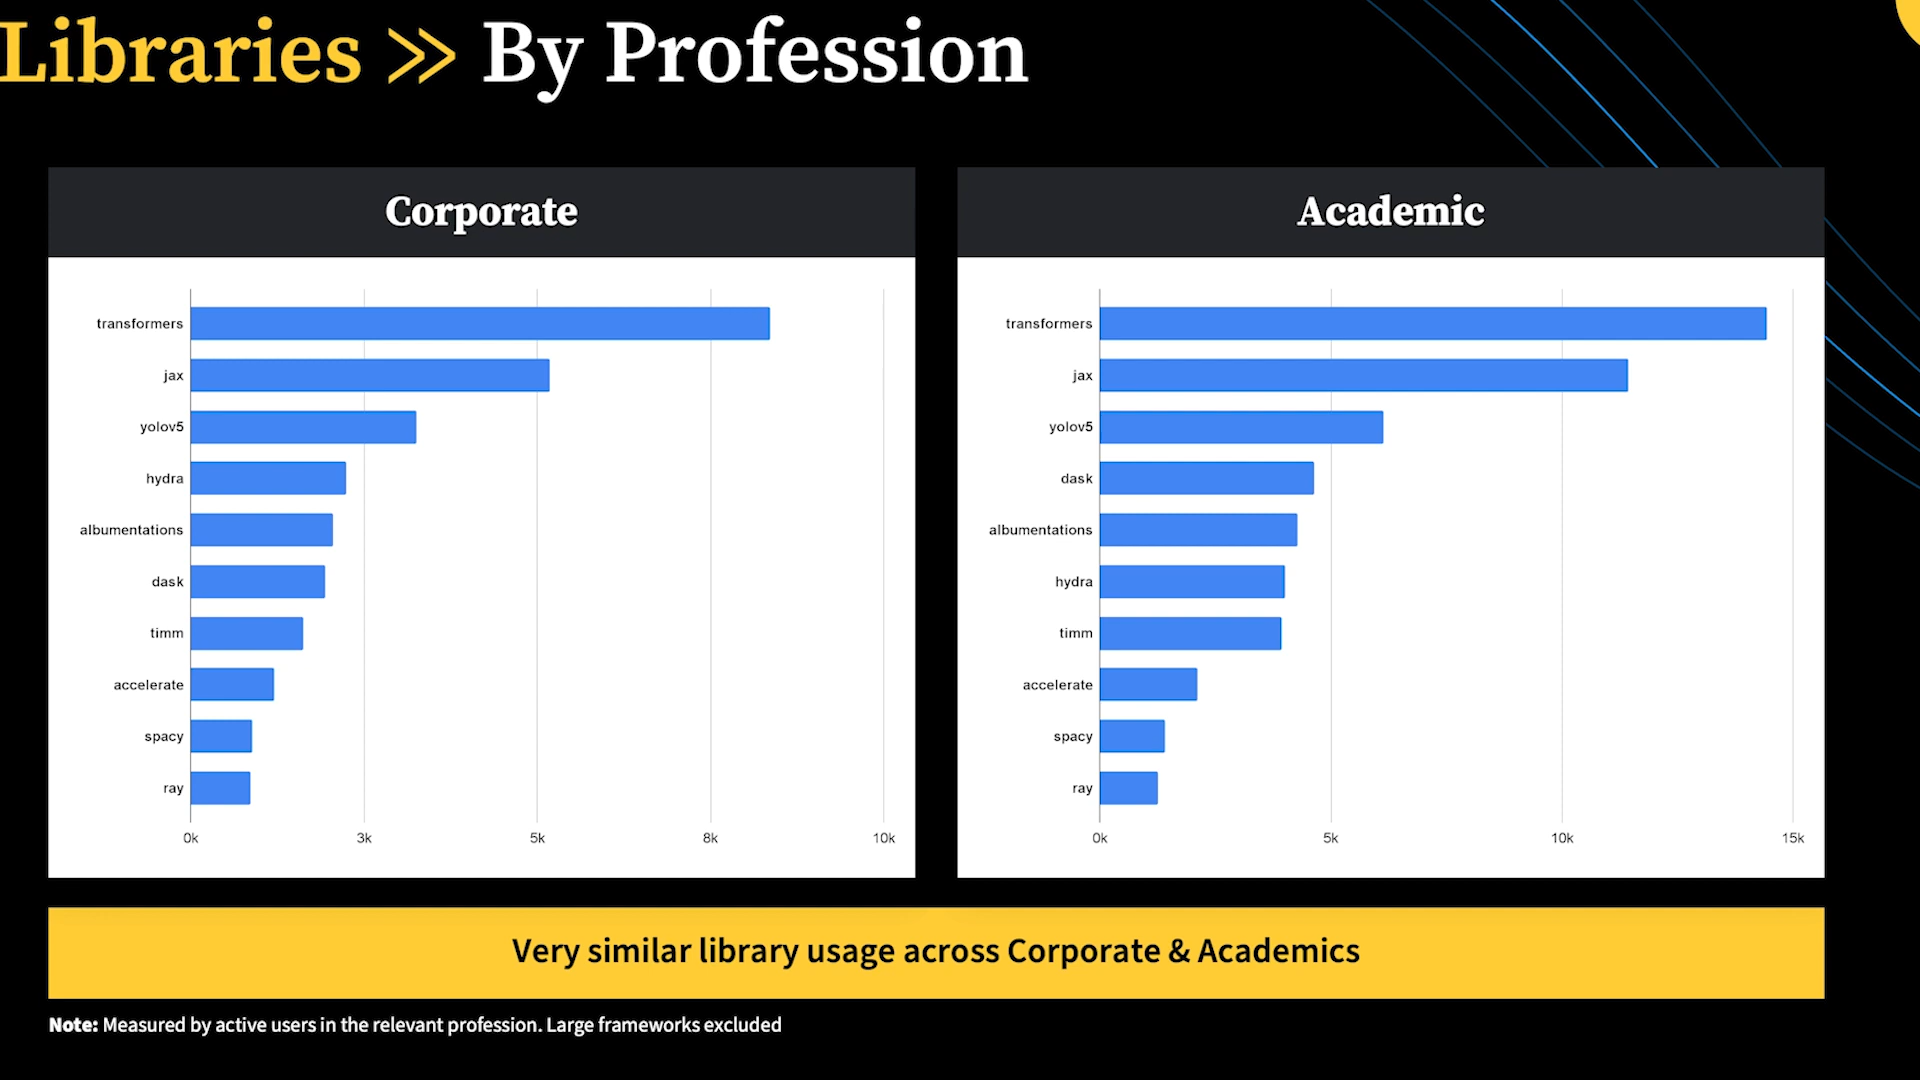 Libraries >> By Profession
Corporate
transformers
jax
yolov5
hydra
albumentations
dask
timm
accelerate
spacy
ray
0k 3k 5k 8k 10k
Academic
transformers
jax
yolov5
dask
albumentations
hydra
timm
accelerate
spacy
ray
0k 5k 10k 15k
Very similar library usage across Corporate & Academics
Note: Measured by active users in the relevant profession. Large frameworks excluded